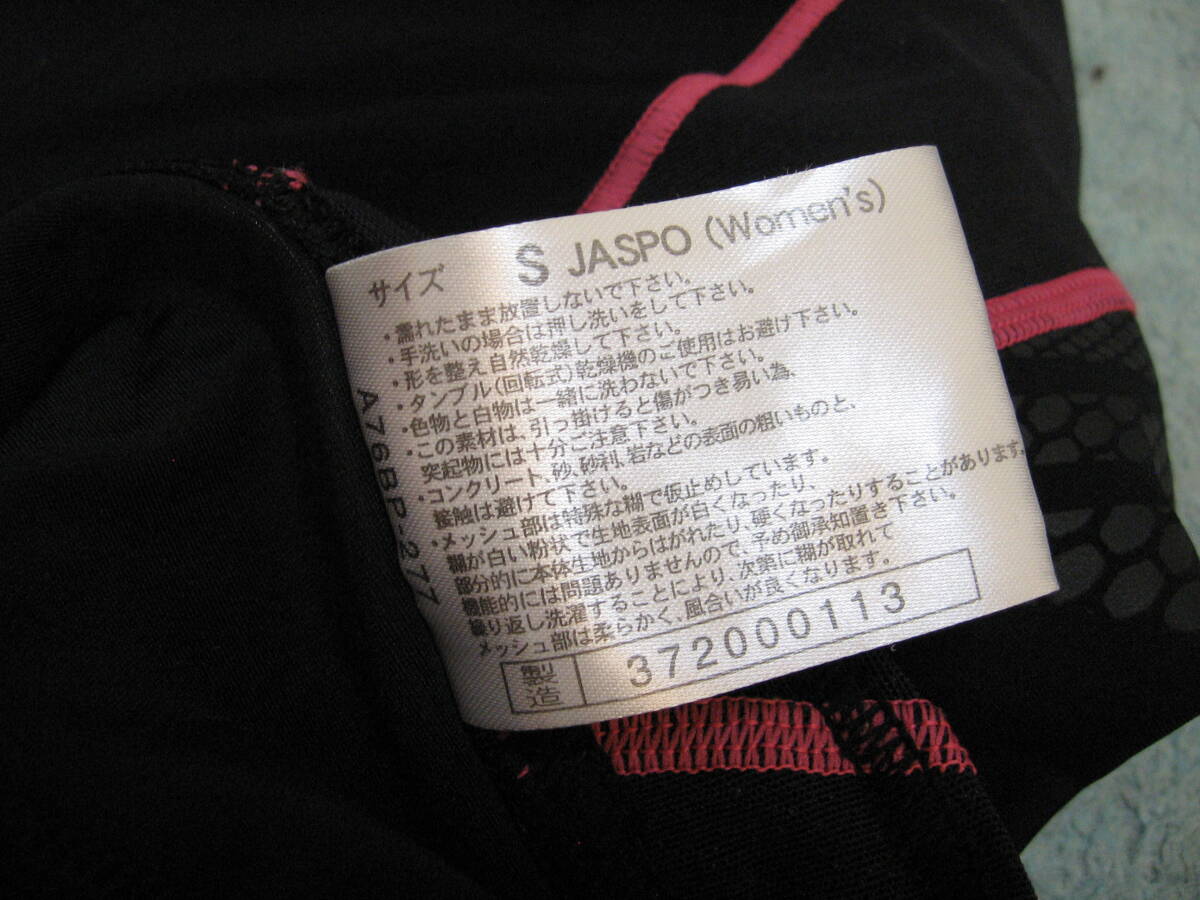 サイズ S JASPO (Women's)
・濡れたまま放置しないで下さい。
・手洗いの場合は押し洗いをして下さい。
・形を整え自然乾燥して下さい。
・タンブル(回転式)乾燥機のご使用はお避け下さい。
・色物と白物は一緒に洗わないで下さい。
・この素材は、引っ掛けると傷がつき易い為、
突起物には十分ご注意下さい。
・コンクリート、砂、砂利、岩などの表面の粗いものと、
接触は避けて下さい。
・メッシュ部は特殊な糊で仮止めしています。
糊が白い粉状で生地表面が白くなったり、
部分的に本体生地からはがれたり、硬くなったりすることがあります。
機能的には問題ありませんので、予め御承知置き下さい。
繰り返し洗濯することにより、次第に糊が取れて
メッシュ部は柔らかく、風合いが良くなります。
製造 372000113
A76BP-277